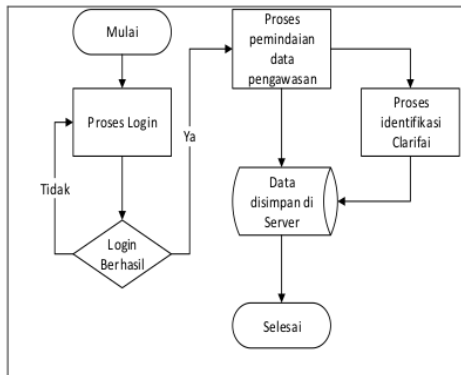 Mulai
Proses Login
Tidak
Login
Berhasil
Ya
Proses
pemindaian
data
pengawasan
Proses
identifikasi
Clarifai
Data
disimpan di
Server
Selesai